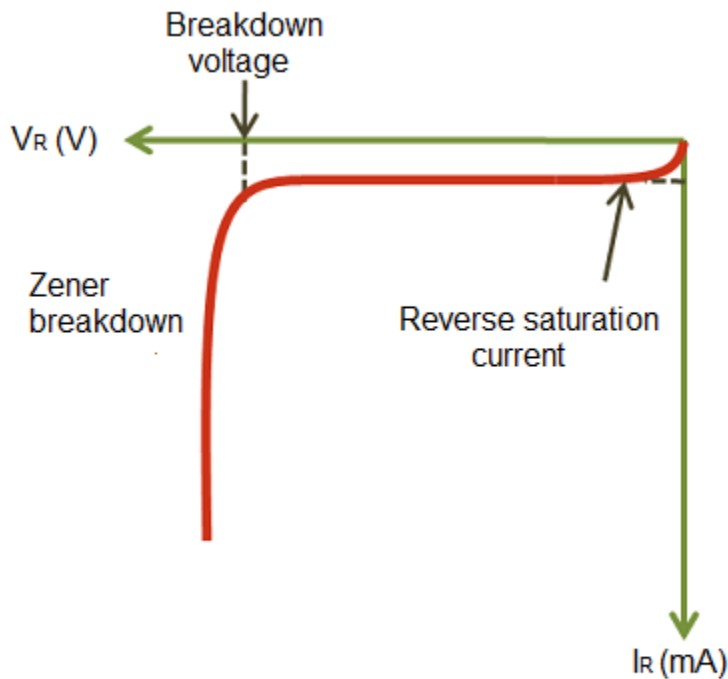 Breakdown
voltage
VR (V)
Zener
breakdown
Reverse saturation
current
IR (mA)